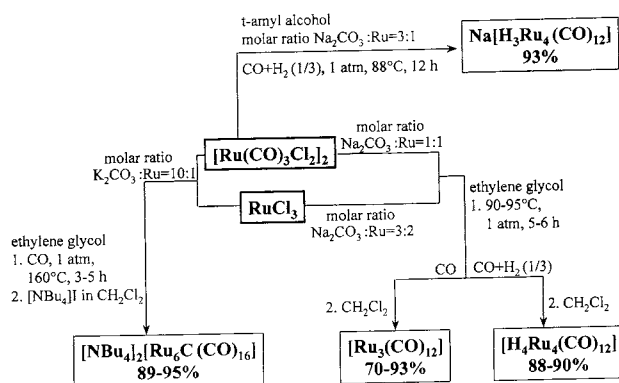 t-amyl alcohol
molar ratio Na₂CO₃:Ru=3:1
CO+H₂ (1/3), 1 atm, 88°C, 12 h
Na[H₃Ru₄(CO)₁₂]
93%
molar ratio
K₂CO₃:Ru=10:1
[Ru(CO)₃Cl₂]₂
molar ratio
Na₂CO₃:Ru=1:1
RuCl₃
molar ratio
Na₂CO₃:Ru=3:2
ethylene glycol
1. 90-95°C,
1 atm, 5-6 h
ethylene glycol
1. CO, 1 atm,
160°C, 3-5 h
2. [NBu₄]I in CH₂Cl₂
CO
CO+H₂ (1/3)
2. CH₂Cl₂
2. CH₂Cl₂
[NBu₄]₂[Ru₆C(CO)₁₆]
89-95%
[Ru₃(CO)₁₂]
70-93%
[H₄Ru₄(CO)₁₂]
88-90%